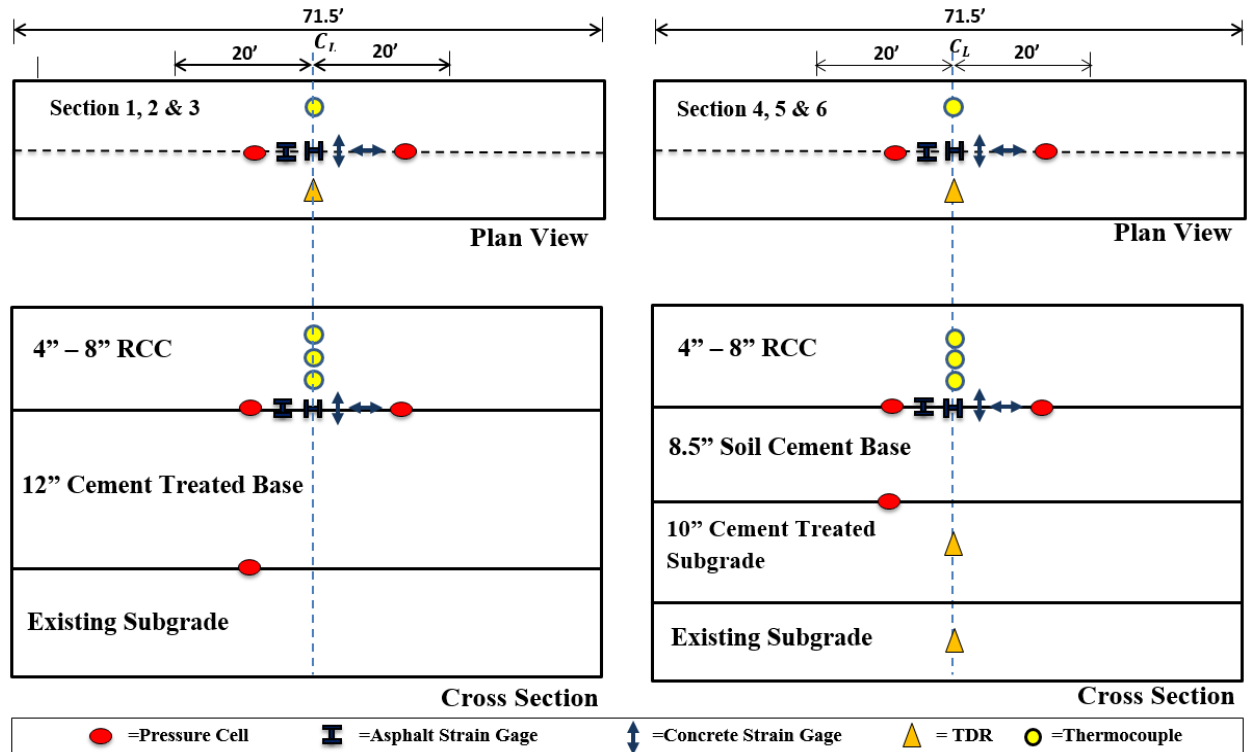 71.5’
20’
C_L
20’
Section 1, 2 & 3
Plan View
4” – 8” RCC
12” Cement Treated Base
Existing Subgrade
Cross Section
71.5’
20’
C_L
20’
Section 4, 5 & 6
Plan View
4” – 8” RCC
8.5” Soil Cement Base
10” Cement Treated
Subgrade
Existing Subgrade
Cross Section
=Pressure Cell
=Asphalt Strain Gage
=Concrete Strain Gage
= TDR
=Thermocouple